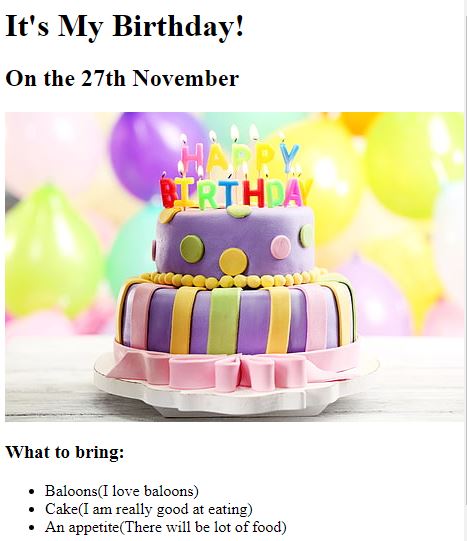 It's My Birthday!
On the 27th November
HAPPY
BIRTHDAY
What to bring:
Baloons(I love baloons)
Cake(I am really good at eating)
An appetite(There will be lot of food)